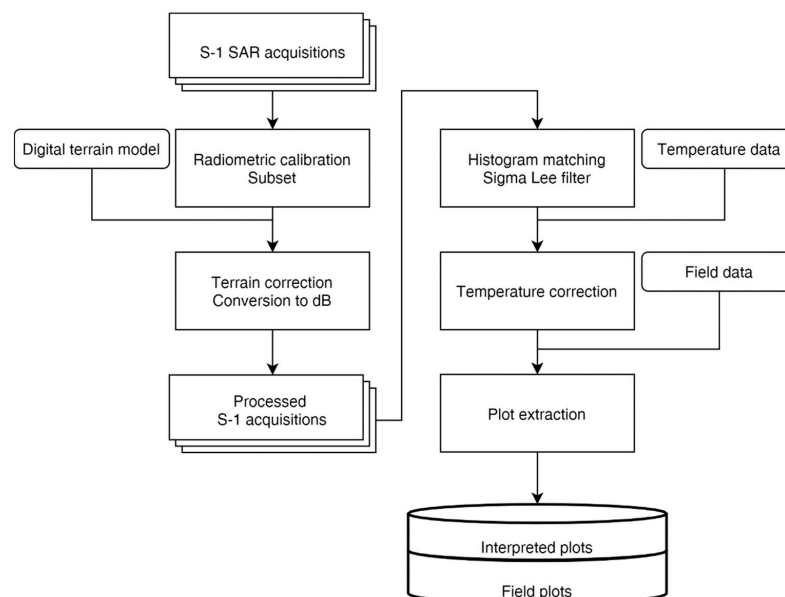 S-1 SAR acquisitions
Digital terrain model
Radiometric calibration
Subset
Terrain correction
Conversion to dB
Processed
S-1 acquisitions
Histogram matching
Sigma Lee filter
Temperature data
Temperature correction
Field data
Plot extraction
Interpreted plots
Field plots